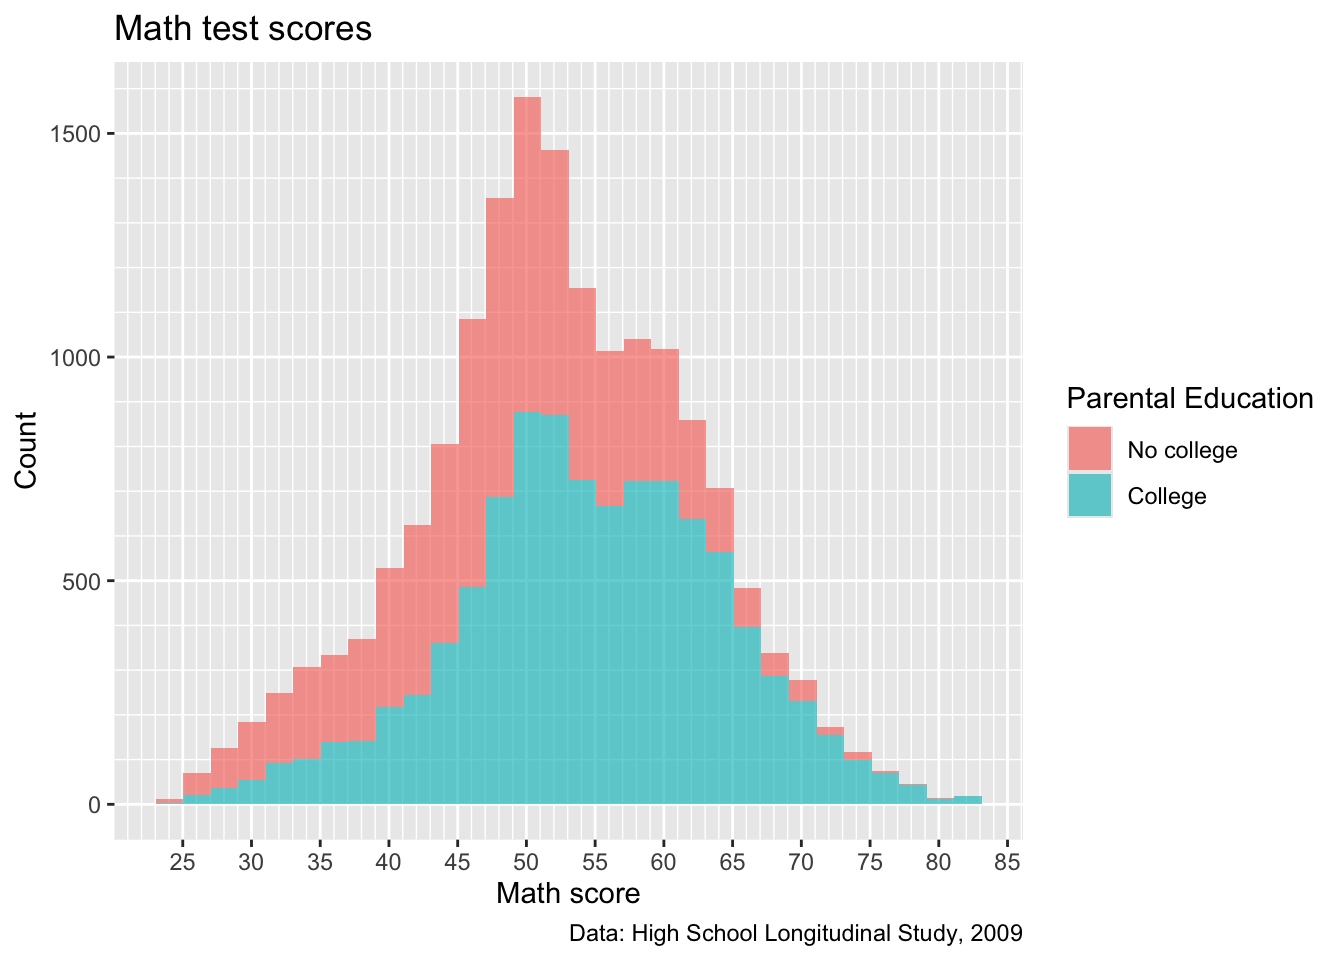 Math test scores
Count
1500
1000
500
0
25 30 35 40 45 50 55 60 65 70 75 80 85
Math score
Parental Education
No college
College
Data: High School Longitudinal Study, 2009